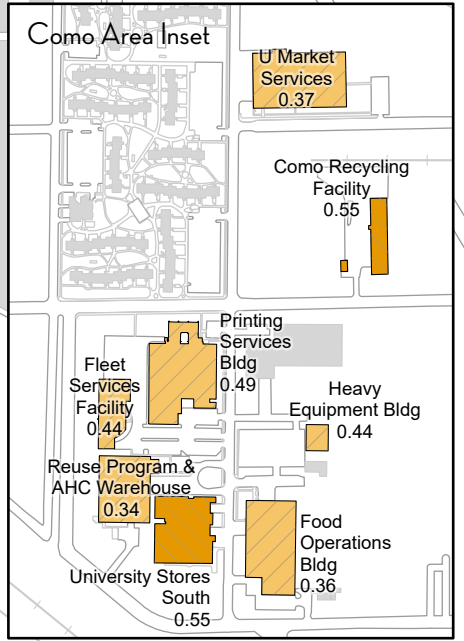 Como Area Inset
U Market
Services
0.37
Como Recycling
Facility
0.55
Printing
Services
Bldg
0.49
Fleet
Services
Facility
0.44
Heavy
Equipment Bldg
0.44
Reuse Program &
AHC Warehouse
0.34
Food
Operations
Bldg
0.36
University Stores
South
0.55